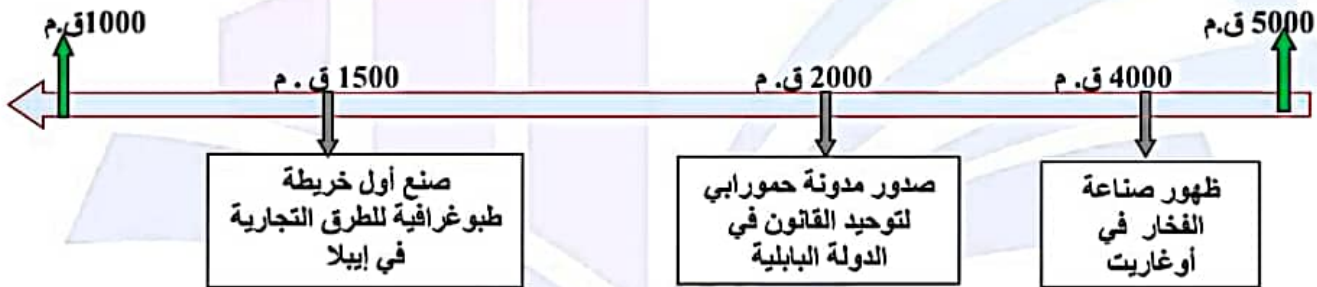 5000 ق.م
4000 ق. م
2000 ق. م
1500 ق . م
1000ق.م
ظهور صناعة
الفخار في
أوغاريت
صدور مدونة حمورابي
لتوحيد القانون في
الدولة البابلية
صنع أول خريطة
طبوغرافية للطرق التجارية
في إيبلا